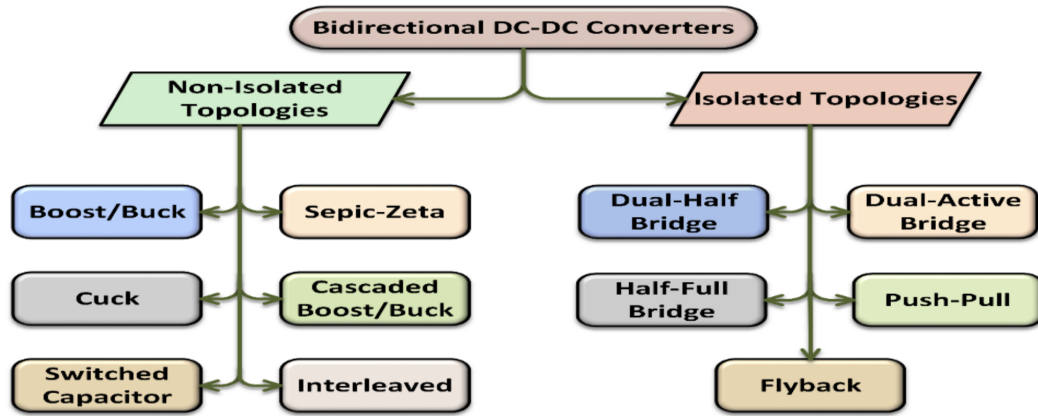 Bidirectional DC-DC Converters
Non-Isolated
Topologies
Isolated Topologies
Boost/Buck
Sepic-Zeta
Dual-Half
Bridge
Dual-Active
Bridge
Cuck
Cascaded
Boost/Buck
Half-Full
Bridge
Push-Pull
Switched
Capacitor
Interleaved
Flyback